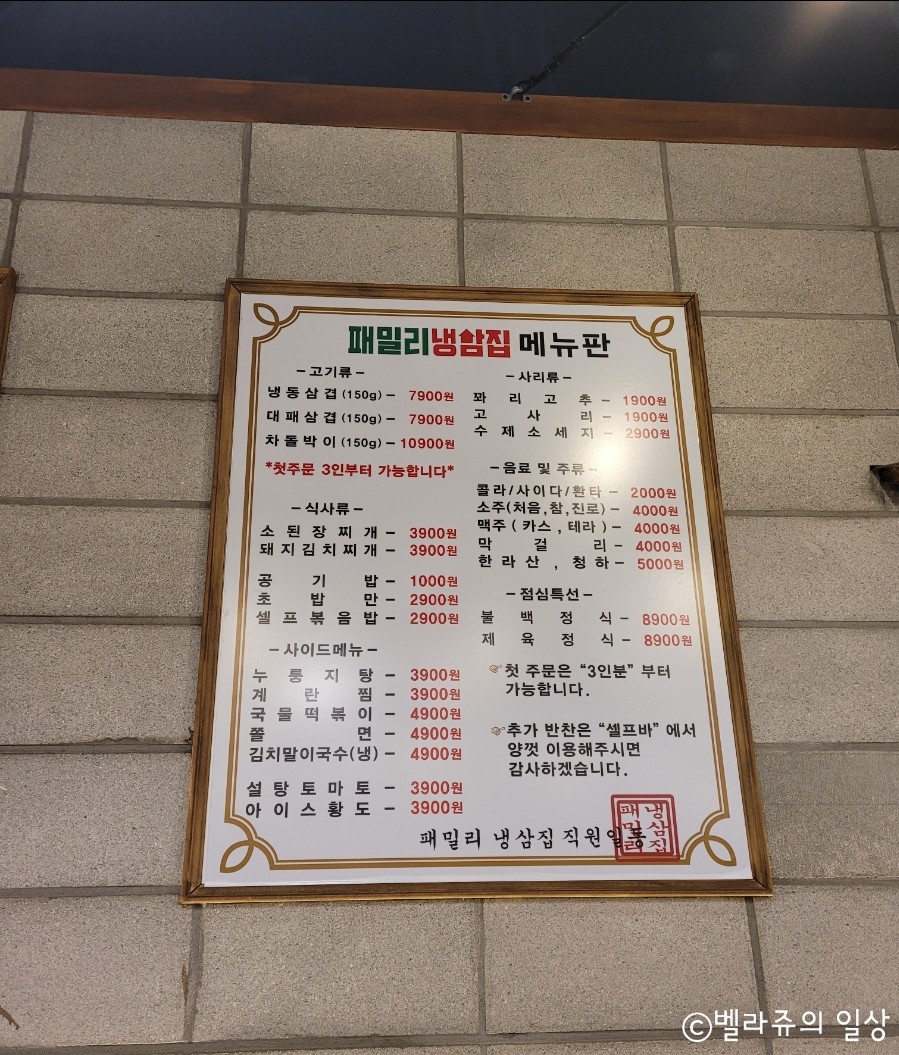 패밀리냉삼집 메뉴판
-고기류-
냉동삼겹(150g)- 7900원
대패삼겹(150g)- 7900원
차돌박이(150g)-10900원
*첫주문 3인부터 가능합니다*
-식사류-
소된장찌개- 3900원
돼지김치찌개- 3900원
공기밥- 1000원
초밥만- 2900원
셀프볶음밥- 2900원
-사이드메뉴-
누룽지탕- 3900원
계란찜- 3900원
국물떡볶이- 4900원
쫄면- 4900원
김치말이국수(냉)- 4900원
설탕토마토- 3900원
아이스황도- 3900원
-사리류-
꽈리고추- 1900원
고사리- 1900원
수제소세지- 2900원
-음료 및 주류-
콜라/사이다/환타- 2000원
소주(처음,참,진로)- 4000원
맥주(카스,테라)- 4000원
막걸리- 4000원
한라산,청하- 5000원
-점심특선-
불백정식- 8900원
제육정식- 8900원
☞첫 주문은 "3인분" 부터
가능합니다.
☞추가 반찬은 "셀프바" 에서
양껏 이용해주시면
감사하겠습니다.
패밀리 냉삼집 직원일동
냉삼집
패밀리
©벨라쥬의 일상